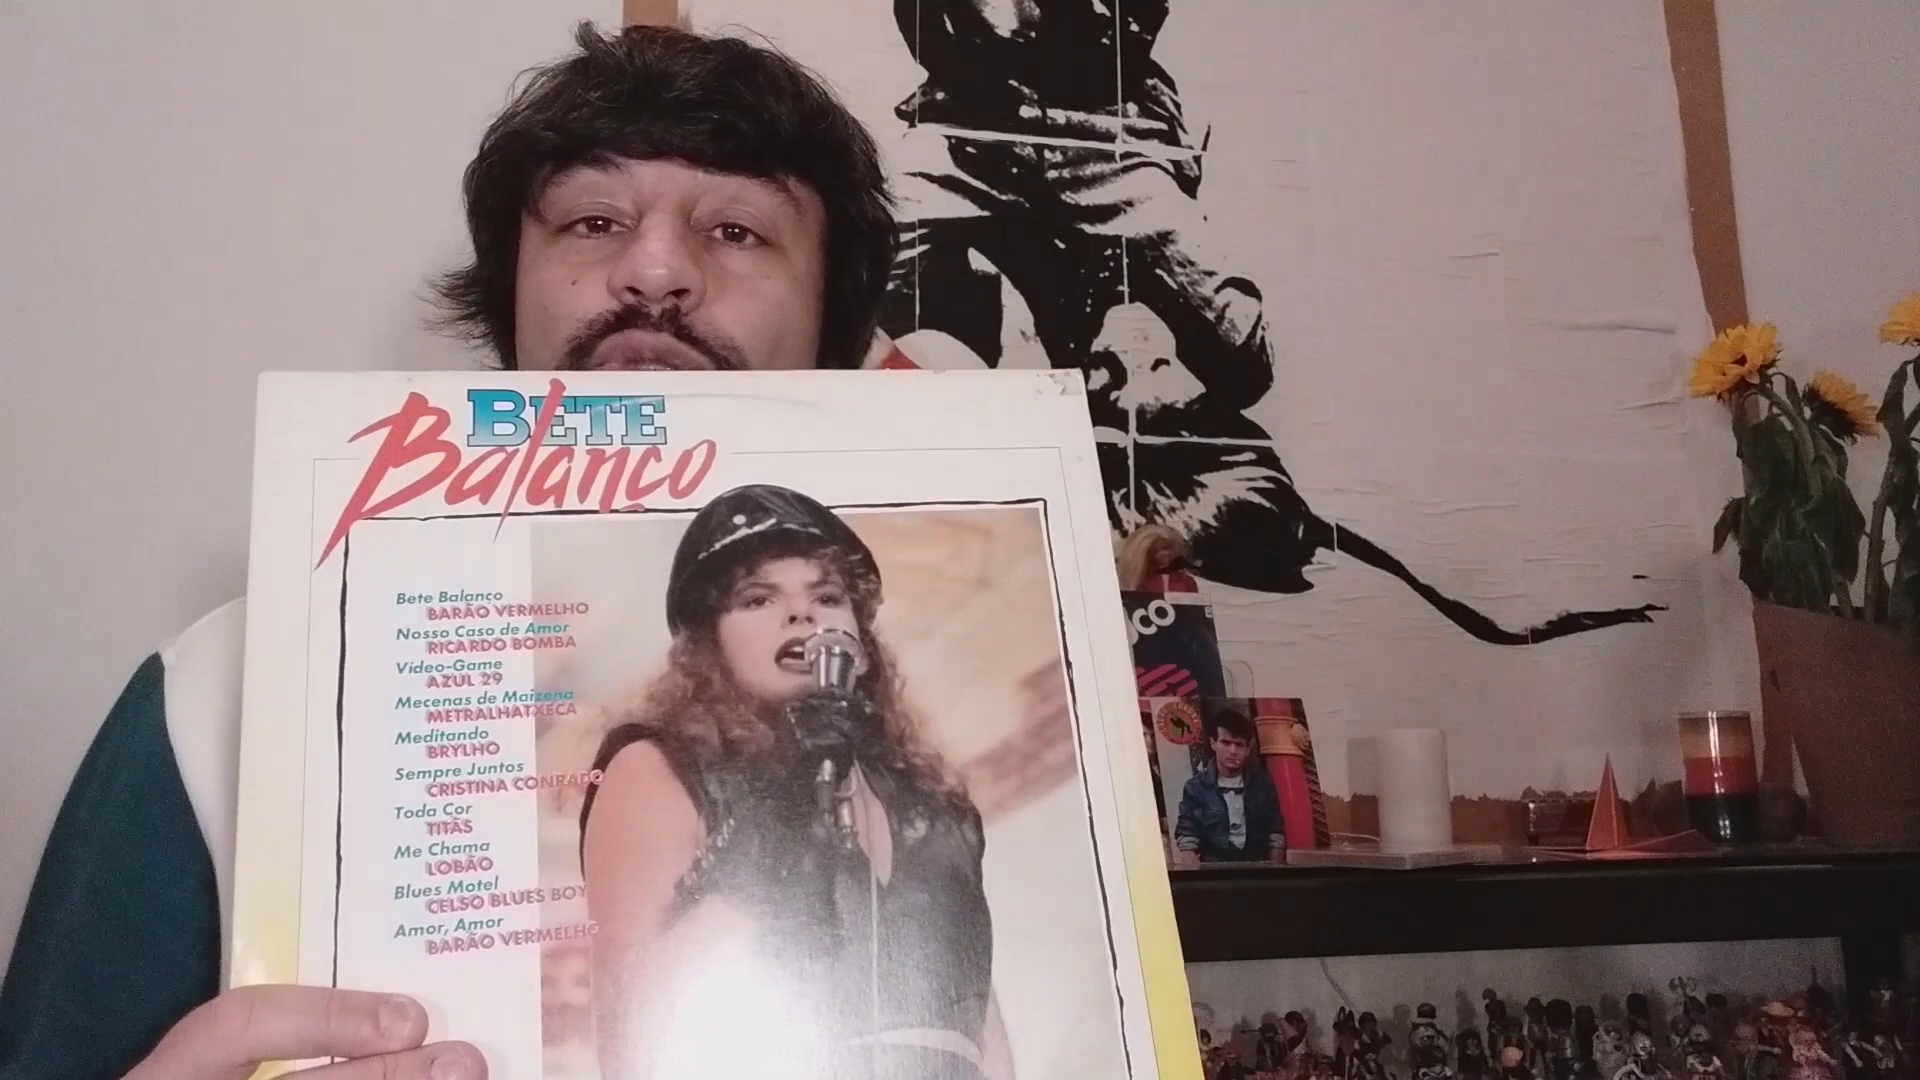 BETE
Balanço
Bete Balanço
BARÃO VERMELHO
Nosso Caso de Amor
RICARDO BOMBA
Vídeo-Game
AZUL 29
Mecenas de Maizena
METRALHATXECA
Meditando
BRYLHO
Sempre Juntos
CRISTINA CONRADO
Toda Cor
TITÃS
Me Chama
LOBÃO
Blues Motel
CELSO BLUES BOY
Amor, Amor
BARÃO VERMELHO